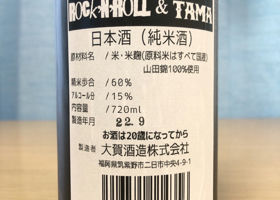 ROCK-N-ROLL & TAMA
日本酒（純米酒）
原材料名 ／米・米麹(原料米はすべて国産)
山田錦100%使用
精米歩合 ／60%
アルコール分 ／15%
内容量 ／720ml
製造年月 22.9
お酒は20歳になってから
製造者 大賀酒造株式会社
福岡県筑紫野市二日市中央4-9-1